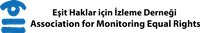 Eşit Haklar için İzleme Derneği
Association for Monitoring Equal Rights